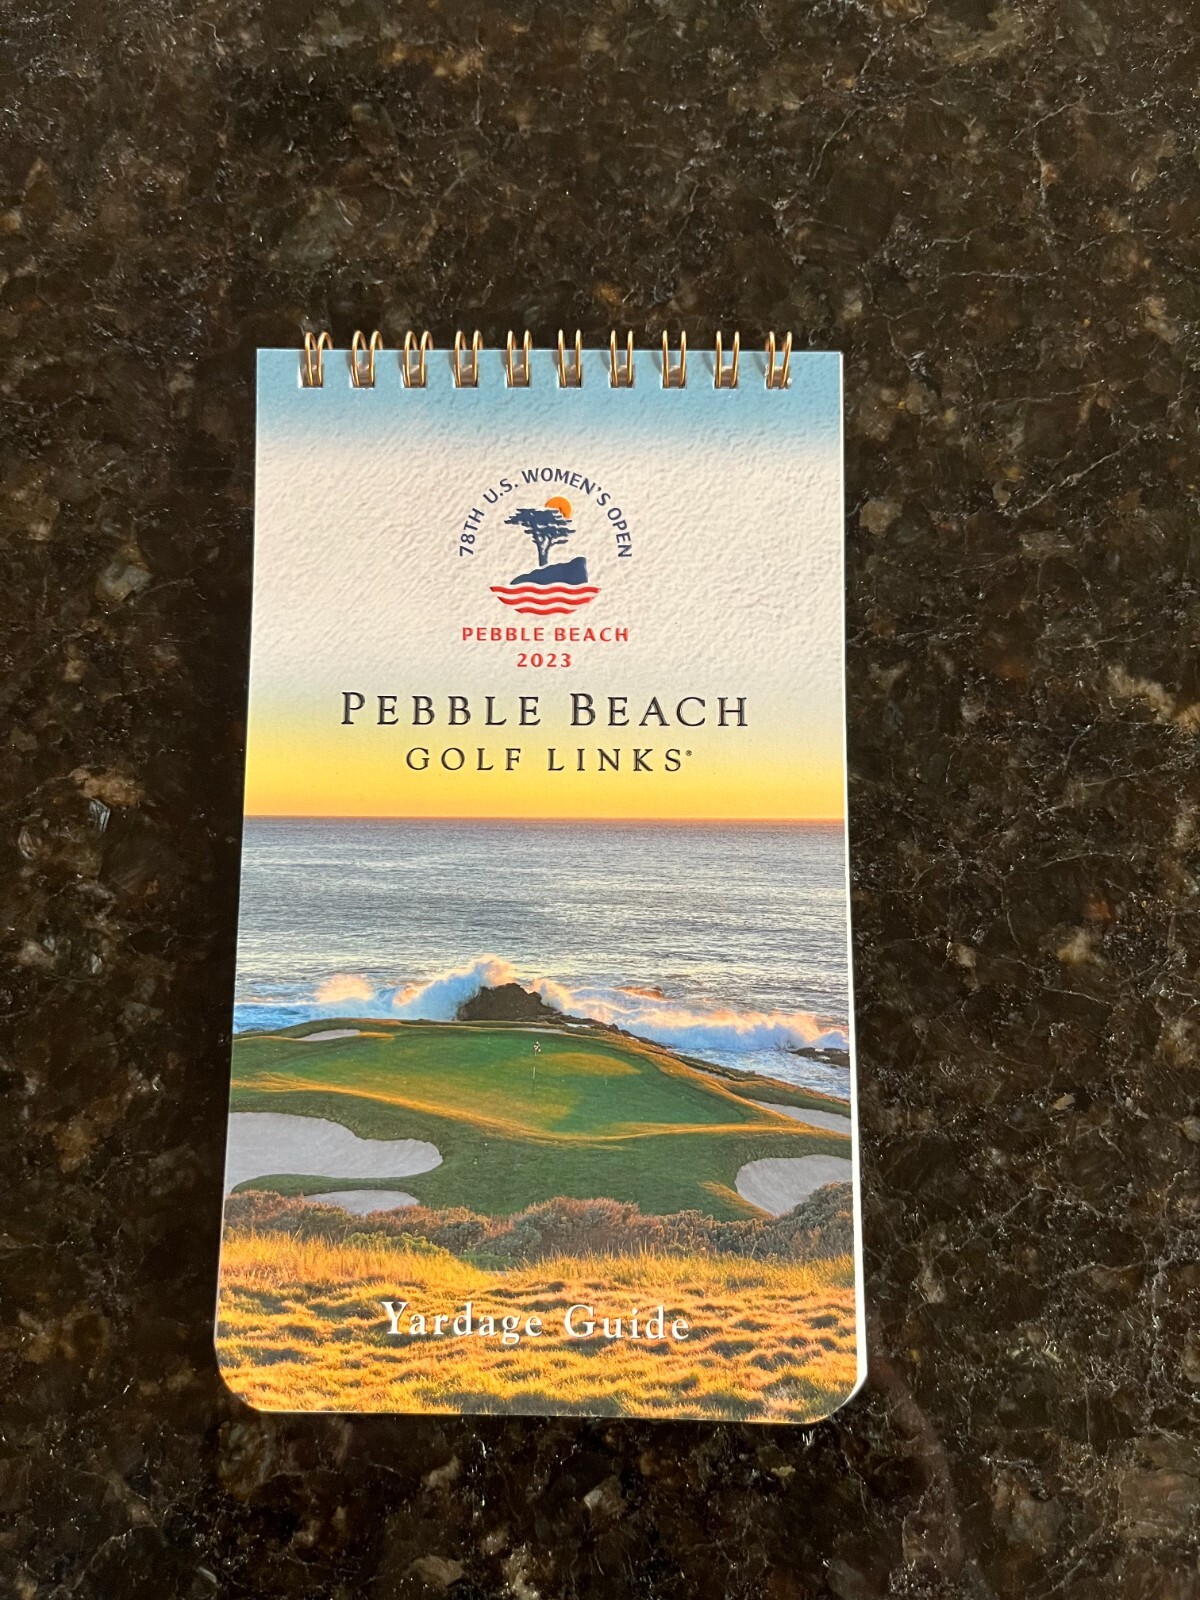 78TH U.S. WOMEN'S OPEN
PEBBLE BEACH
2023
PEBBLE BEACH
GOLF LINKS®
Yardage Guide